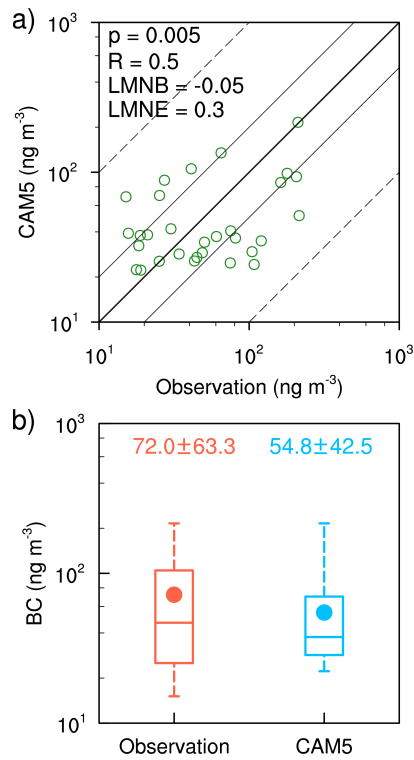 a)
p = 0.005
R = 0.5
LMNB = -0.05
LMNE = 0.3
CAM5 (ng m⁻³)
10³
10²
10¹
10¹ 10² 10³
Observation (ng m⁻³)
b)
72.0±63.3 54.8±42.5
BC (ng m⁻³)
10³
10²
10¹
Observation CAM5